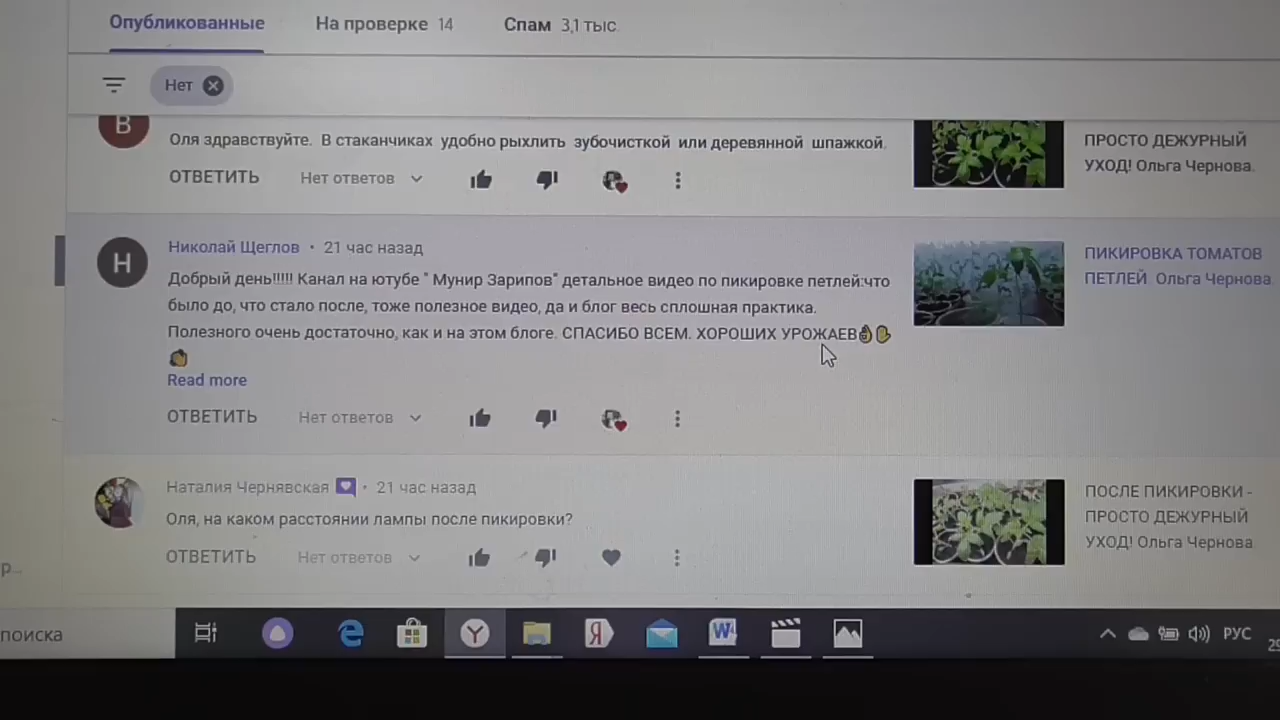 Опубликованные На проверке 14 Спам 3,1 тыс.
Нет
В
Оля здравствуйте. В стаканчиках удобно рыхлить зубочисткой или деревянной шпажкой.
ОТВЕТИТЬ Нет ответов
ПРОСТО ДЕЖУРНЫЙ
УХОД! Ольга Чернова.
Н
Николай Щеглов • 21 час назад
Добрый день!!!!! Канал на ютубе " Мунир Зарипов" детальное видео по пикировке петлей:что
было до, что стало после, тоже полезное видео, да и блог весь сплошная практика.
Полезного очень достаточно, как и на этом блоге. СПАСИБО ВСЕМ. ХОРОШИХ УРОЖАЕВ👌✋
👏
Read more
ОТВЕТИТЬ Нет ответов
ПИКИРОВКА ТОМАТОВ
ПЕТЛЕЙ Ольга Чернова.
Наталия Чернявская • 21 час назад
Оля, на каком расстоянии лампы после пикировки?
ОТВЕТИТЬ Нет ответов
ПОСЛЕ ПИКИРОВКИ -
ПРОСТО ДЕЖУРНЫЙ
УХОД! Ольга Чернова.
р...
поиска
РУС